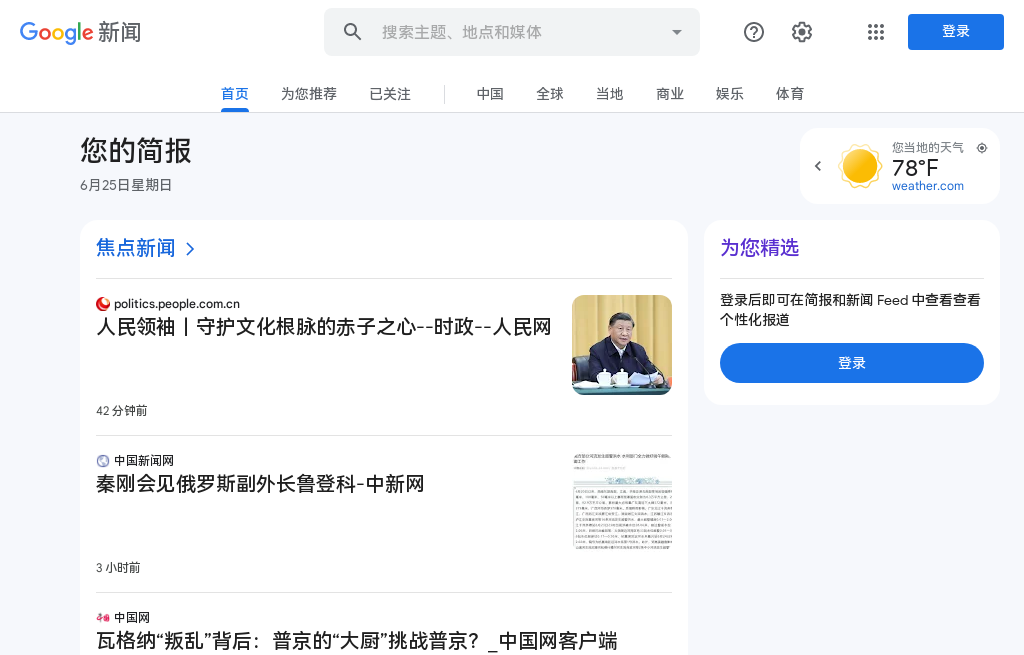 Google 新闻
搜索主题、地点和媒体
登录
首页
为您推荐
已关注
中国
全球
当地
商业
娱乐
体育
您的简报
6月25日星期日
您当地的天气
78°F
weather.com
焦点新闻
politics.people.com.cn
人民领袖丨守护文化根脉的赤子之心--时政--人民网
42 分钟前
中国新闻网
秦刚会见俄罗斯副外长鲁登科-中新网
3 小时前
中国网
瓦格纳“叛乱”背后：普京的“大厨”挑战普京？_中国网客户端
为您精选
登录后即可在简报和新闻 Feed 中查看查看
个性化报道
登录